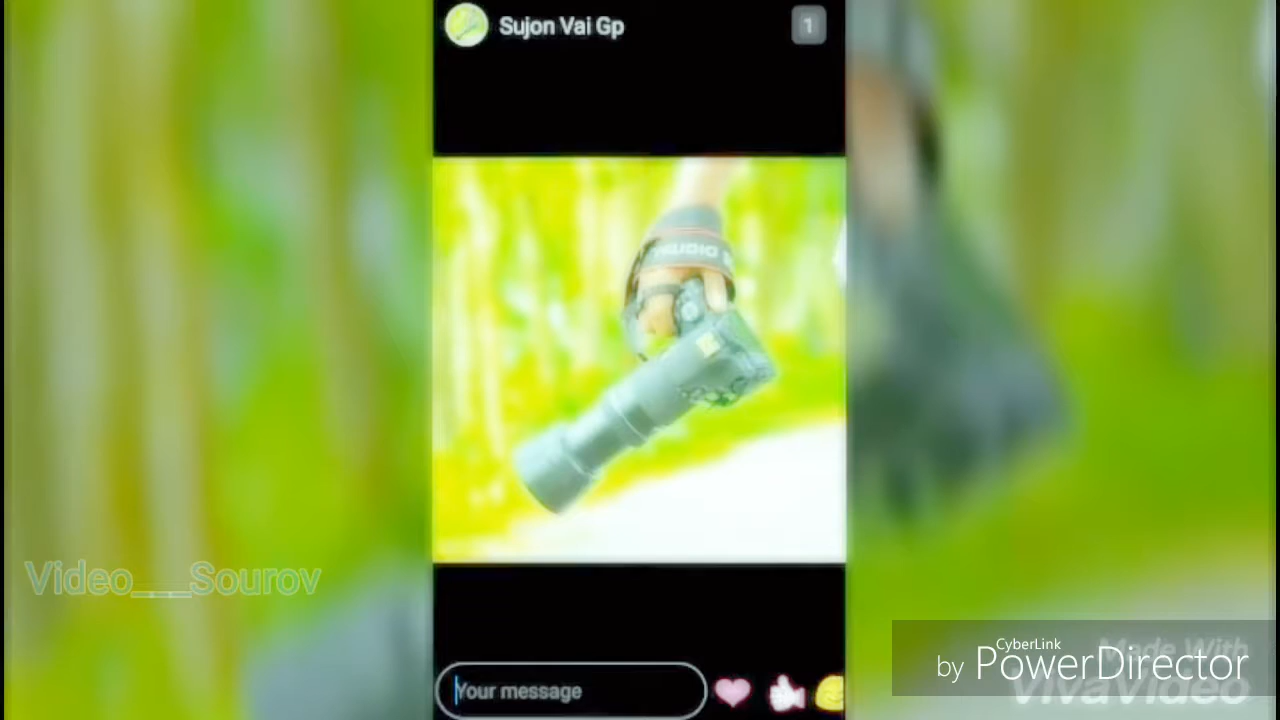 Sujon Vai Gp
1
Video___Sourov
Your message
CyberLink
by PowerDirector
Made With
VivaVideo